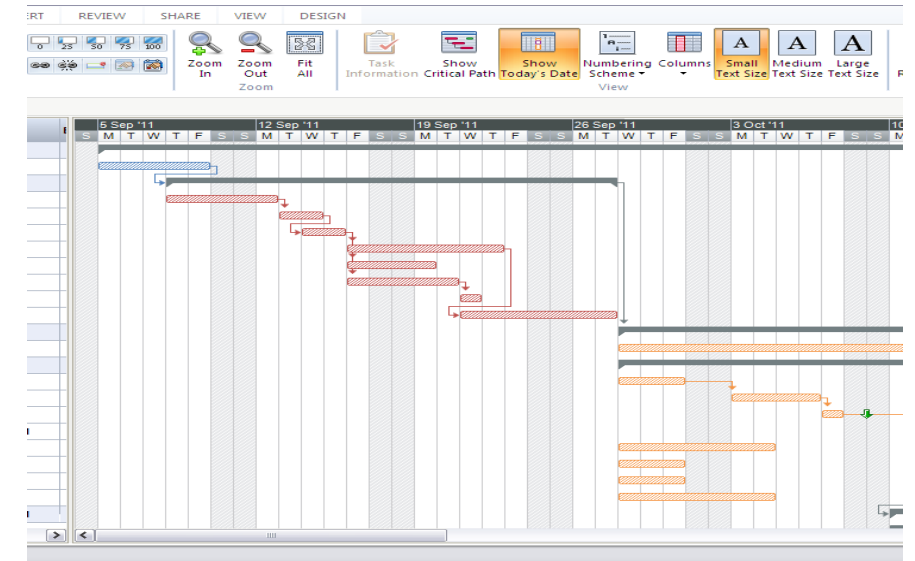 ERT REVIEW SHARE VIEW DESIGN
0 25 50 75 100
Zoom In
Zoom Out
Fit All
Zoom
Task Information
Show Critical Path
Show Today's Date
Numbering Scheme
Columns
Small Text Size
Medium Text Size
Large Text Size
View
R
5 Sep '11 12 Sep '11 19 Sep '11 26 Sep '11 3 Oct '11 10
S M T W T F S S M T W T F S S M T W T F S S M T W T F S S M T W T F S S M